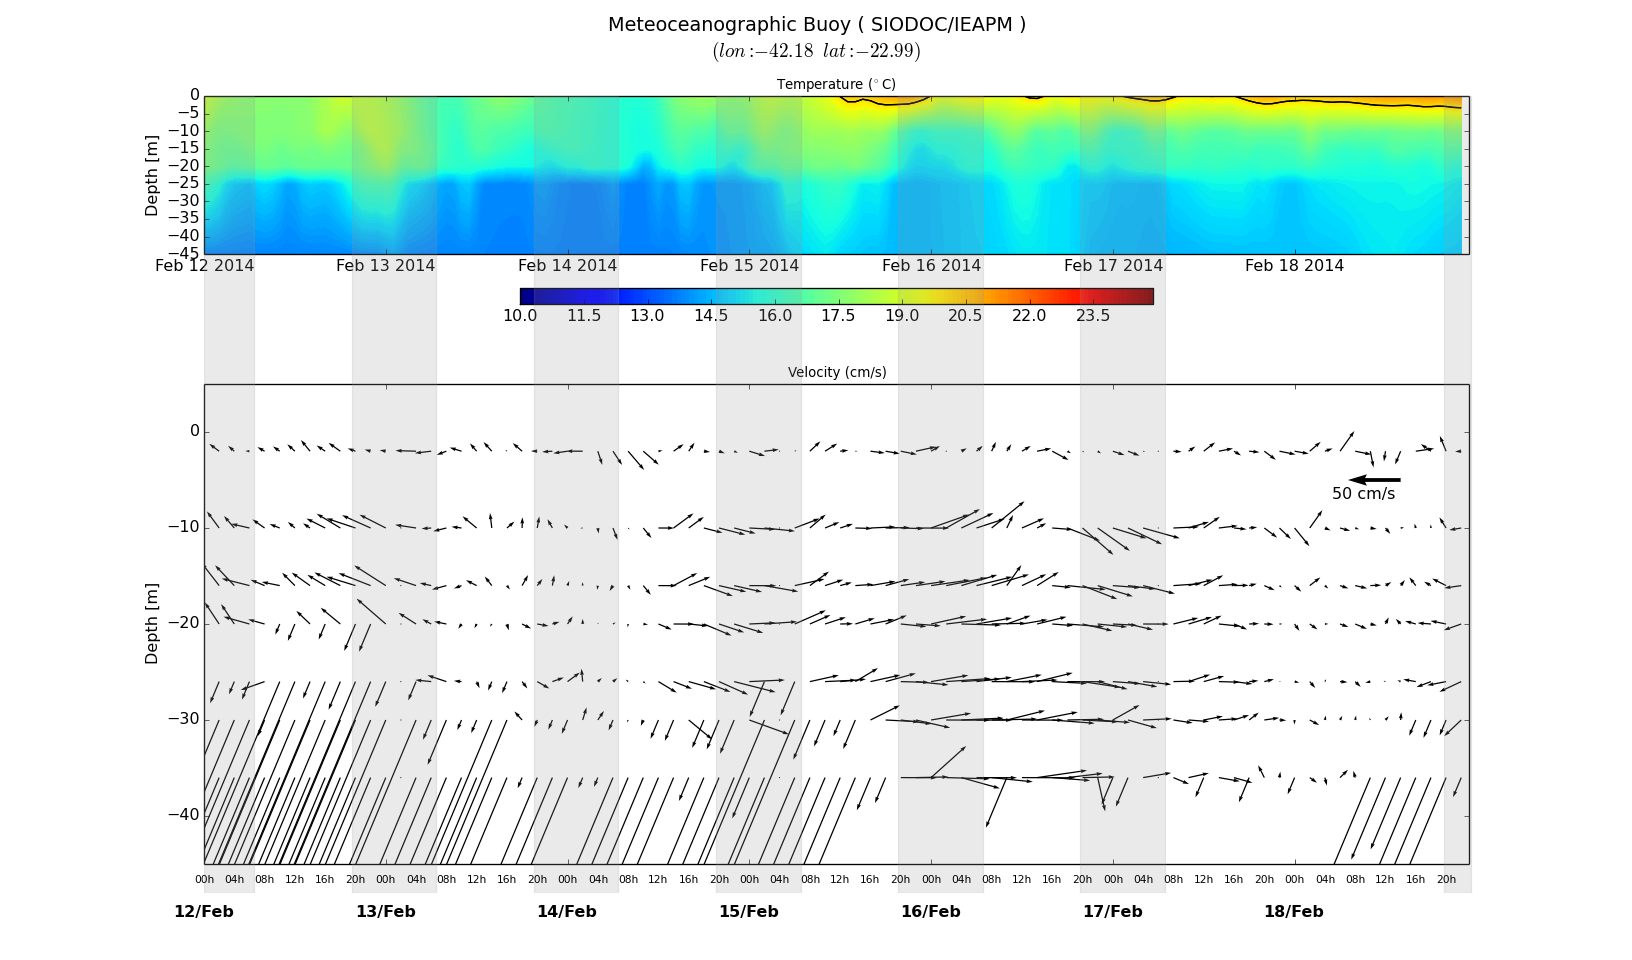 Meteoceanographic Buoy ( SIODOC/IEAPM )
(lon:−42.18 lat:−22.99)
Temperature (°C)
0
−5
−10
−15
−20
−25
−30
−35
−40
−45
Depth [m]
Feb 12 2014 Feb 13 2014 Feb 14 2014 Feb 15 2014 Feb 16 2014 Feb 17 2014 Feb 18 2014
10.0 11.5 13.0 14.5 16.0 17.5 19.0 20.5 22.0 23.5
Velocity (cm/s)
0
−10
−20
−30
−40
Depth [m]
50 cm/s
00h 04h 08h 12h 16h 20h 00h 04h 08h 12h 16h 20h 00h 04h 08h 12h 16h 20h 00h 04h 08h 12h 16h 20h 00h 04h 08h 12h 16h 20h 00h 04h 08h 12h 16h 20h 00h 04h 08h 12h 16h 20h
12/Feb 13/Feb 14/Feb 15/Feb 16/Feb 17/Feb 18/Feb